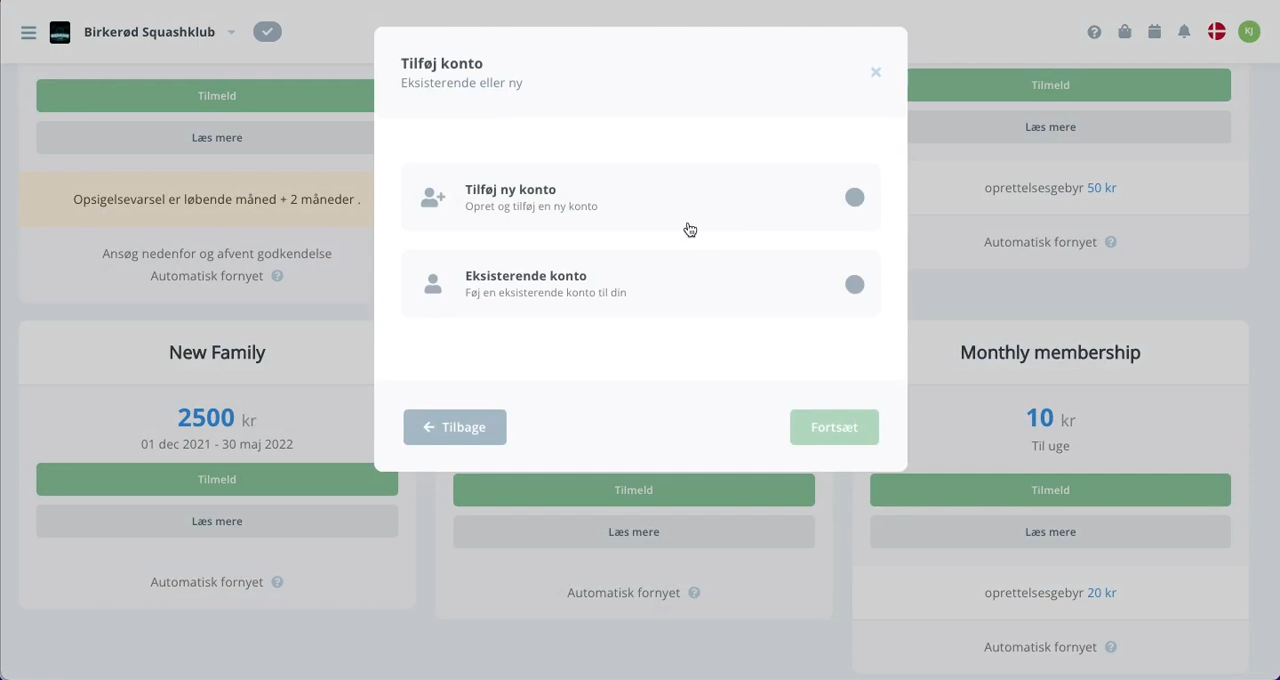 Birkerød Squashklub
KJ
Tilføj konto
Eksisterende eller ny
Tilføj ny konto
Opret og tilføj en ny konto
Eksisterende konto
Føj en eksisterende konto til din
Tilbage
Fortsæt
Tilmeld
Læs mere
Opsigelsevarsel er løbende måned + 2 måneder .
Ansøg nedenfor og afvent godkendelse
Automatisk fornyet
Tilmeld
Læs mere
oprettelsesgebyr 50 kr
Automatisk fornyet
New Family
2500 kr
01 dec 2021 - 30 maj 2022
Tilmeld
Læs mere
Automatisk fornyet
Tilmeld
Læs mere
Automatisk fornyet
Monthly membership
10 kr
Til uge
Tilmeld
Læs mere
oprettelsesgebyr 20 kr
Automatisk fornyet